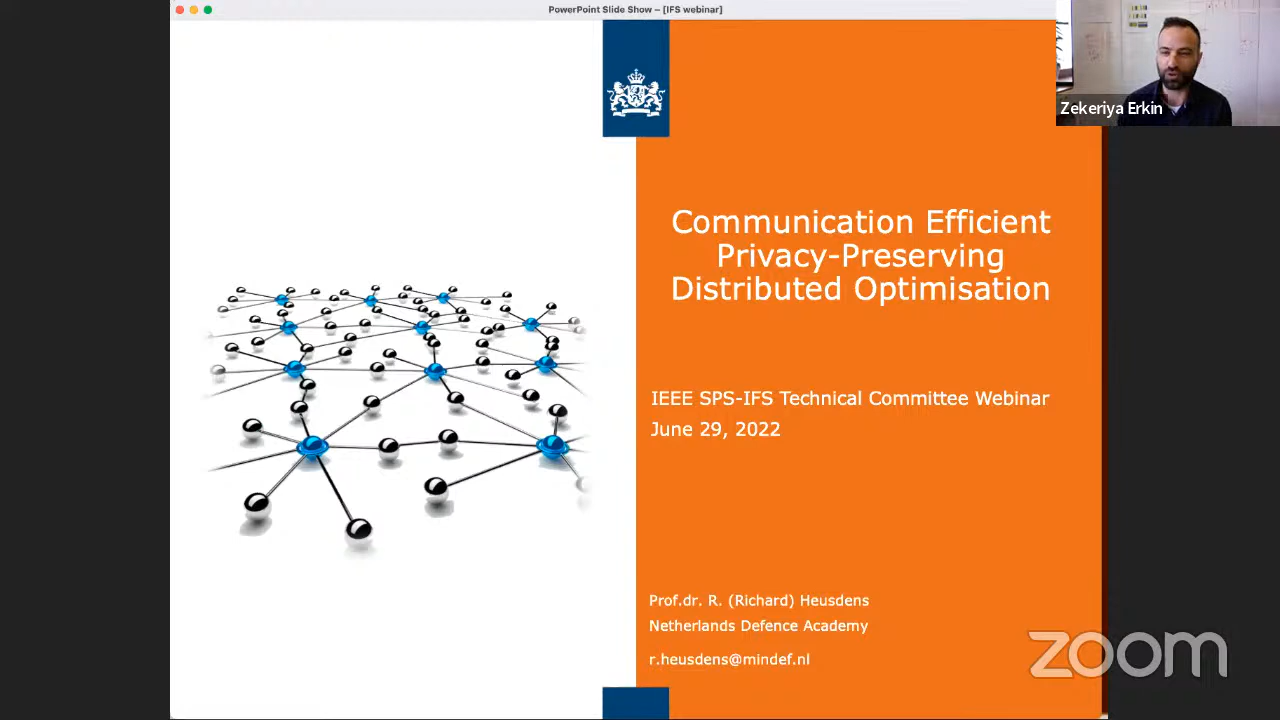 PowerPoint Slide Show – [IFS webinar]
Zekeriya Erkin
Communication Efficient
Privacy-Preserving
Distributed Optimisation
IEEE SPS-IFS Technical Committee Webinar
June 29, 2022
Prof.dr. R. (Richard) Heusdens
Netherlands Defence Academy
r.heusdens@mindef.nl
zoom